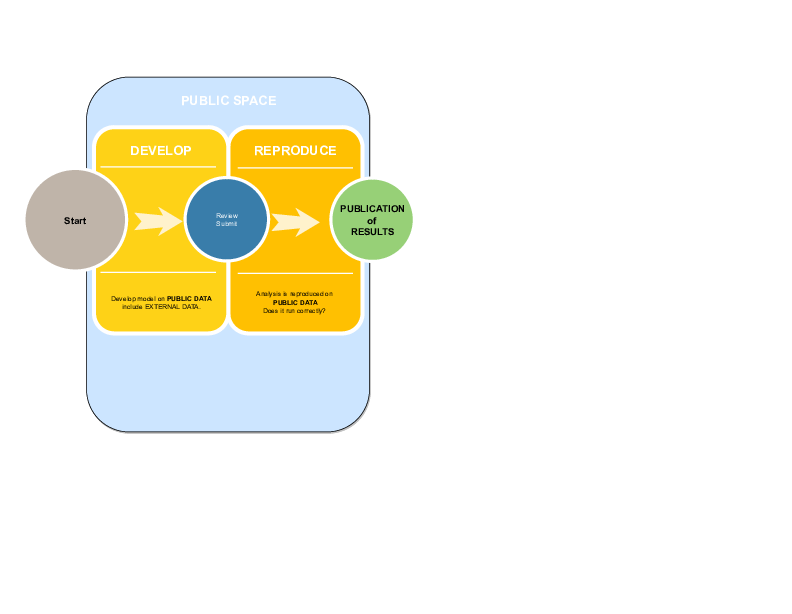 PUBLIC SPACE
DEVELOP
REPRODUCE
Start
Review
Submit
PUBLICATION
of
RESULTS
Develop model on PUBLIC DATA
include EXTERNAL DATA.
Analysis is reproduced on
PUBLIC DATA
Does it run correctly?